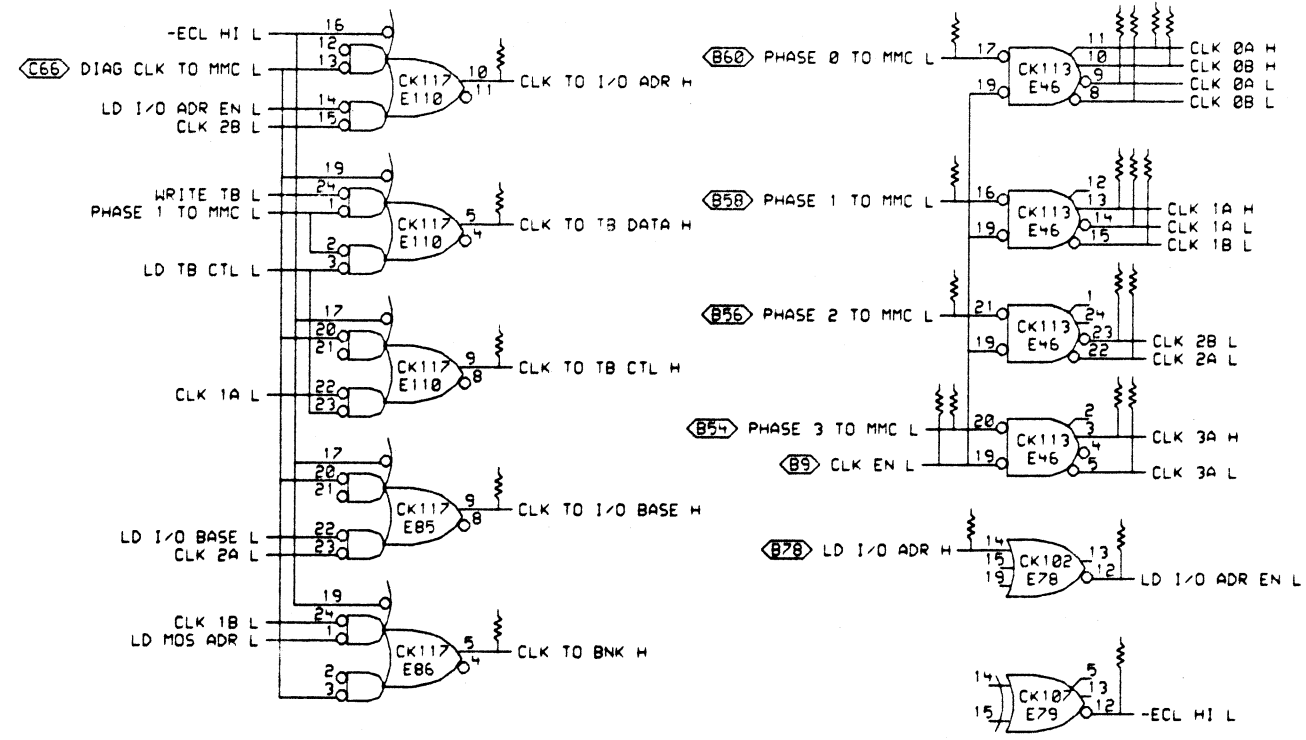 -ECL HI L
16
12
C66 DIAG CLK TO MMC L
13
CK117
E110
10
11
CLK TO I/O ADR H
LD I/O ADR EN L
14
CLK 2B L
15
19
WRITE TB L
24
PHASE 1 TO MMC L
1
CK117
E110
5
4
CLK TO TB DATA H
2
LD TB CTL L
3
17
20
21
CK117
E110
9
8
CLK TO TB CTL H
CLK 1A L
22
23
17
20
21
CK117
E85
9
8
CLK TO I/O BASE H
LD I/O BASE L
22
CLK 2A L
23
19
CLK 1B L
24
LD MOS ADR L
1
CK117
E86
5
4
CLK TO BNK H
2
3
B60 PHASE 0 TO MMC L
17
19
CK113
E46
11
10
9
8
CLK 0A H
CLK 0B H
CLK 0A L
CLK 0B L
B58 PHASE 1 TO MMC L
16
19
CK113
E46
12
13
14
15
CLK 1A H
CLK 1A L
CLK 1B L
B56 PHASE 2 TO MMC L
21
19
CK113
E46
1
24
23
22
CLK 2B L
CLK 2A L
B54 PHASE 3 TO MMC L
20
B9 CLK EN L
19
CK113
E46
2
3
4
5
CLK 3A H
CLK 3A L
B78 LD I/O ADR H
14
15
19
CK102
E78
13
12
LD I/O ADR EN L
14
15
CK107
E79
5
13
12
-ECL HI L